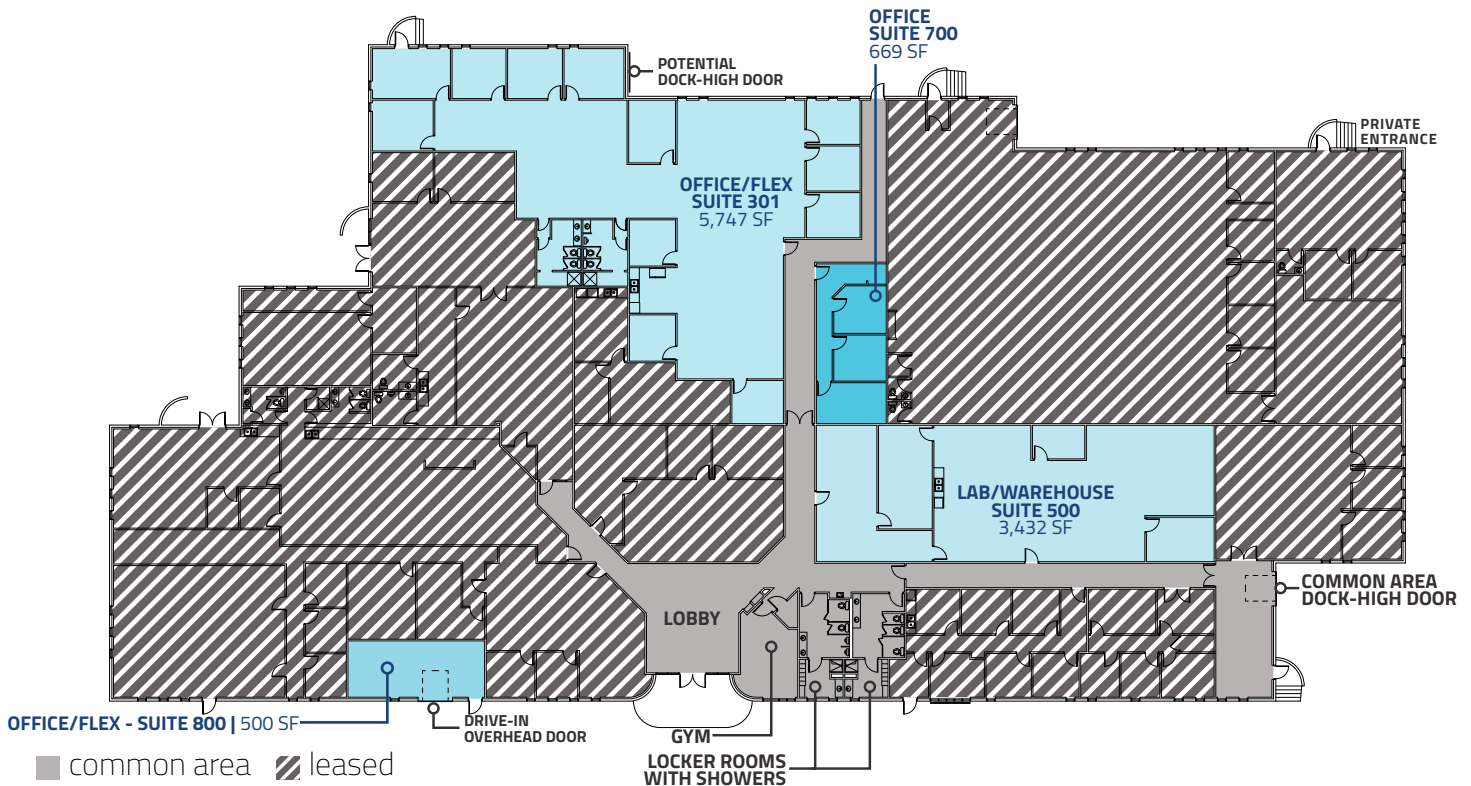 OFFICE
SUITE 700
669 SF
POTENTIAL
DOCK-HIGH DOOR
PRIVATE
ENTRANCE
OFFICE/FLEX
SUITE 301
5,747 SF
LAB/WAREHOUSE
SUITE 500
3,432 SF
COMMON AREA
DOCK-HIGH DOOR
LOBBY
OFFICE/FLEX - SUITE 800 | 500 SF
DRIVE-IN
OVERHEAD DOOR
GYM
LOCKER ROOMS
WITH SHOWERS
common area
leased